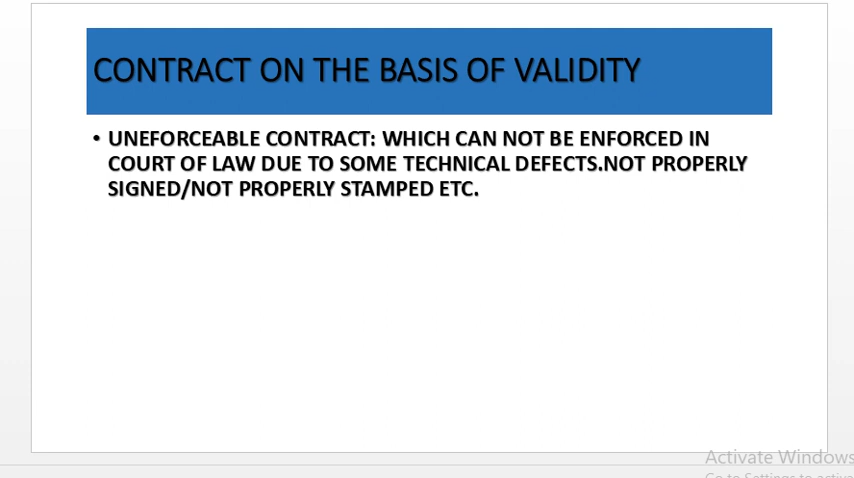 CONTRACT ON THE BASIS OF VALIDITY
• UNEFORCEABLE CONTRACT: WHICH CAN NOT BE ENFORCED IN
COURT OF LAW DUE TO SOME TECHNICAL DEFECTS.NOT PROPERLY
SIGNED/NOT PROPERLY STAMPED ETC.
Activate Windows
Go to Settings to activa